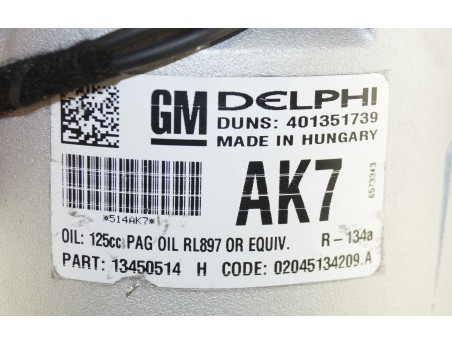 GM DELPHI
DUNS: 401351739
MADE IN HUNGARY
*514AK7*
AK7
6573343
OIL: 125cc PAG OIL RL897 OR EQUIV. R-134a
PART: 13450514 H CODE: 02045134209.A